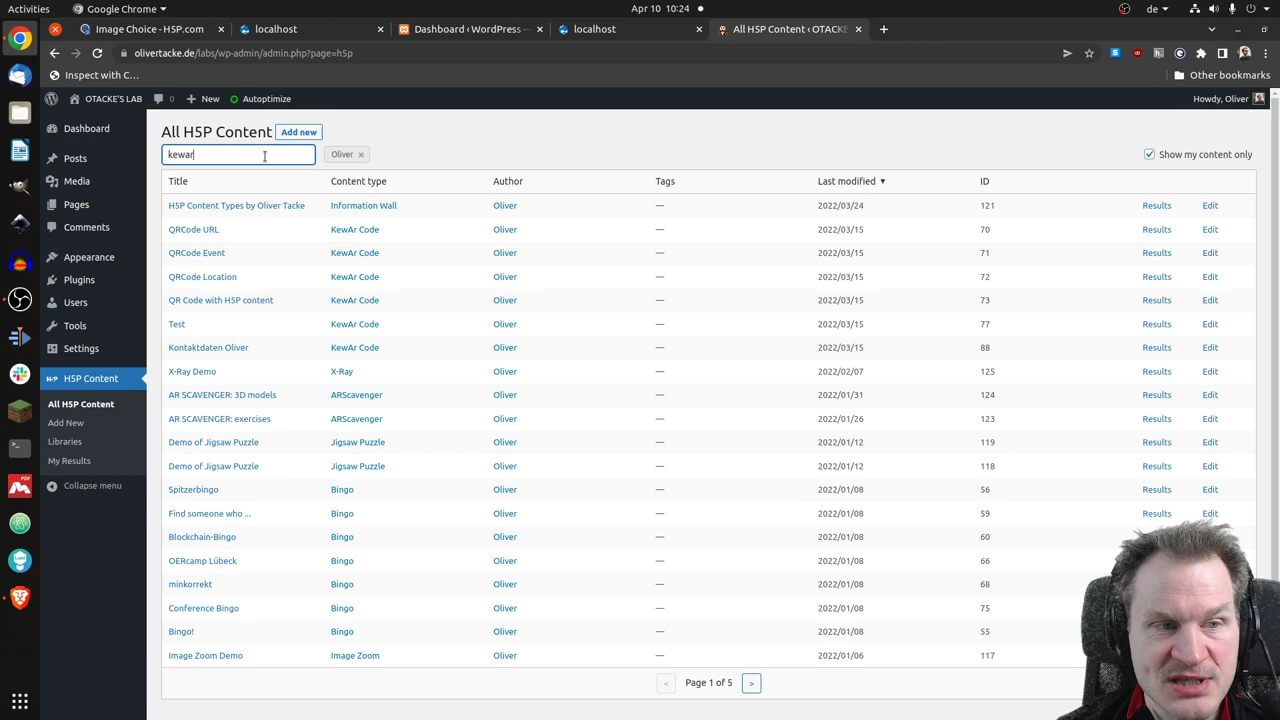 Activities
Google Chrome
Apr 10 10:24
de
Image Choice - H5P.com
localhost
Dashboard ‹ WordPress —
localhost
All H5P Content ‹ OTACKE'S
olivertacke.de/labs/wp-admin/admin.php?page=h5p
Inspect with C...
Other bookmarks
OTACKE'S LAB
0
New
Autoptimize
Howdy, Oliver
Dashboard
Posts
Media
Pages
Comments
Appearance
Plugins
Users
Tools
Settings
H5P Content
All H5P Content
Add New
Libraries
My Results
Collapse menu
All H5P Content
Add new
kewar
Oliver
Show my content only
Title Content type Author Tags Last modified ID
H5P Content Types by Oliver Tacke Information Wall Oliver — 2022/03/24 121 Results Edit
QRCode URL KewAr Code Oliver — 2022/03/15 70 Results Edit
QRCode Event KewAr Code Oliver — 2022/03/15 71 Results Edit
QRCode Location KewAr Code Oliver — 2022/03/15 72 Results Edit
QR Code with H5P content KewAr Code Oliver — 2022/03/15 73 Results Edit
Test KewAr Code Oliver — 2022/03/15 77 Results Edit
Kontaktdaten Oliver KewAr Code Oliver — 2022/03/15 88 Results Edit
X-Ray Demo X-Ray Oliver — 2022/02/07 125 Results Edit
AR SCAVENGER: 3D models ARScavenger Oliver — 2022/01/31 124 Results Edit
AR SCAVENGER: exercises ARScavenger Oliver — 2022/01/26 123 Results Edit
Demo of Jigsaw Puzzle Jigsaw Puzzle Oliver — 2022/01/12 119 Results Edit
Demo of Jigsaw Puzzle Jigsaw Puzzle Oliver — 2022/01/12 118 Results Edit
Spitzerbingo Bingo Oliver — 2022/01/08 56 Results Edit
Find someone who ... Bingo Oliver — 2022/01/08 59 Results Edit
Blockchain-Bingo Bingo Oliver — 2022/01/08 60
OERcamp Lübeck Bingo Oliver — 2022/01/08 66
minkorrekt Bingo Oliver — 2022/01/08 68
Conference Bingo Bingo Oliver — 2022/01/08 75
Bingo! Bingo Oliver — 2022/01/08 55
Image Zoom Demo Image Zoom Oliver — 2022/01/06 117
< Page 1 of 5 >